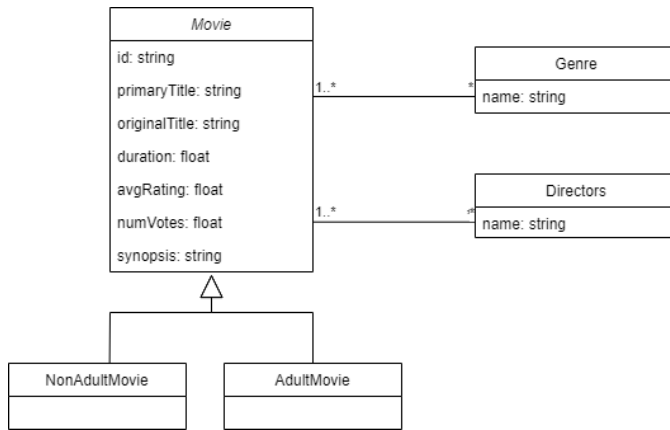 Movie
id: string
primaryTitle: string
originalTitle: string
duration: float
avgRating: float
numVotes: float
synopsis: string
1..*
*
Genre
name: string
1..*
*
Directors
name: string
NonAdultMovie
AdultMovie